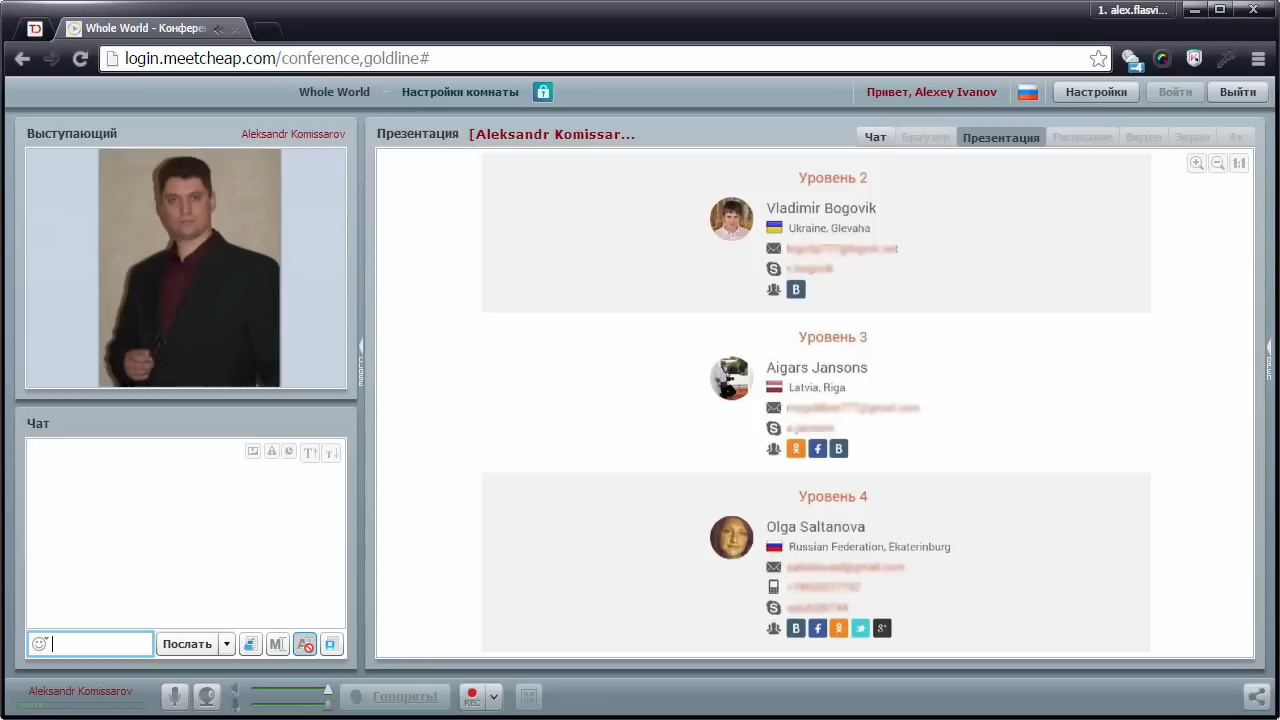 1. alex.flasvi...
Whole World - Конфере
login.meetcheap.com/conference,goldline#
Whole World
Настройки комнаты
Привет, Alexey Ivanov
Настройки
Войти
Выйти
Выступающий
Aleksandr Komissarov
Презентация
[Aleksandr Komissar...
Чат
Браузер
Презентация
Рисование
Видео
Экран
4x
1:1
Уровень 2
Vladimir Bogovik
Ukraine, Glevaha
Уровень 3
Aigars Jansons
Latvia, Riga
Уровень 4
Olga Saltanova
Russian Federation, Ekaterinburg
Чат
Послать
Aleksandr Komissarov
Говорить!
REC